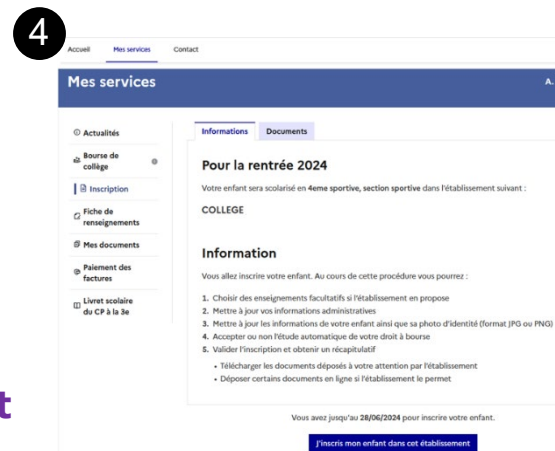 4
Accueil Mes services Contact
Mes services A.
Actualités
Bourse de
collège
Inscription
Fiche de
renseignements
Mes documents
Paiement des
factures
Livret scolaire
du CP à la 3e
Informations Documents
Pour la rentrée 2024
Votre enfant sera scolarisé en 4eme sportive, section sportive dans l'établissement suivant :
COLLEGE
Information
Vous allez inscrire votre enfant. Au cours de cette procédure vous pourrez :
1. Choisir des enseignements facultatifs si l'établissement en propose
2. Mettre à jour vos informations administratives
3. Mettre à jour les informations de votre enfant ainsi que sa photo d'identité (format JPG ou PNG)
4. Accepter ou non l'étude automatique de votre droit à bourse
5. Valider l'inscription et obtenir un récapitulatif
• Télécharger les documents déposés à votre attention par l'établissement
• Déposer certains documents en ligne si l'établissement le permet
t
Vous avez jusqu'au 28/06/2024 pour inscrire votre enfant.
J'inscris mon enfant dans cet établissement